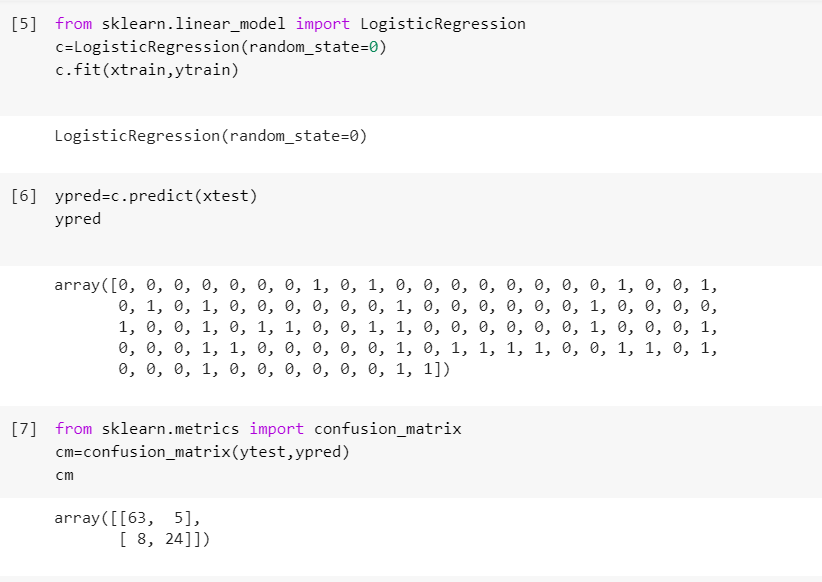 [5] from sklearn.linear_model import LogisticRegression
c=LogisticRegression(random_state=0)
c.fit(xtrain,ytrain)
LogisticRegression(random_state=0)
[6] ypred=c.predict(xtest)
ypred
array([0, 0, 0, 0, 0, 0, 0, 1, 0, 1, 0, 0, 0, 0, 0, 0, 0, 0, 1, 0, 0, 1,
0, 1, 0, 1, 0, 0, 0, 0, 0, 0, 1, 0, 0, 0, 0, 0, 0, 1, 0, 0, 0, 0,
1, 0, 0, 1, 0, 1, 1, 0, 0, 1, 1, 0, 0, 0, 0, 0, 0, 1, 0, 0, 0, 1,
0, 0, 0, 1, 1, 0, 0, 0, 0, 0, 1, 0, 1, 1, 1, 1, 0, 0, 1, 1, 0, 1,
0, 0, 0, 1, 0, 0, 0, 0, 0, 0, 1, 1])
[7] from sklearn.metrics import confusion_matrix
cm=confusion_matrix(ytest,ypred)
cm
array([[63,  5],
[ 8, 24]])